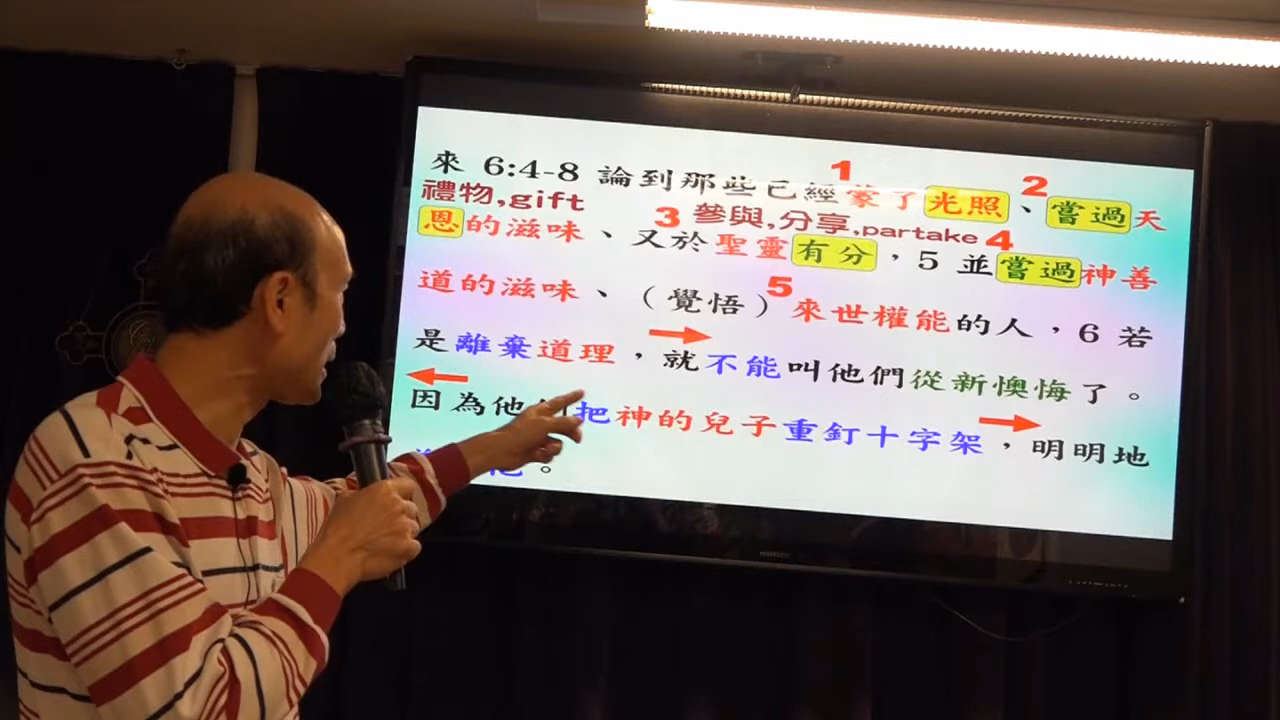 來 6:4-8 論到那些已經蒙了光照、嘗過天
1 2
禮物,gift 3 參與,分享,partake 4
恩的滋味、又於聖靈有分，5 並嘗過神善
道的滋味、（覺悟）來世權能的人，6 若
5
是離棄道理，就不能叫他們從新懊悔了。
因為他們把神的兒子重釘十字架，明明地
。